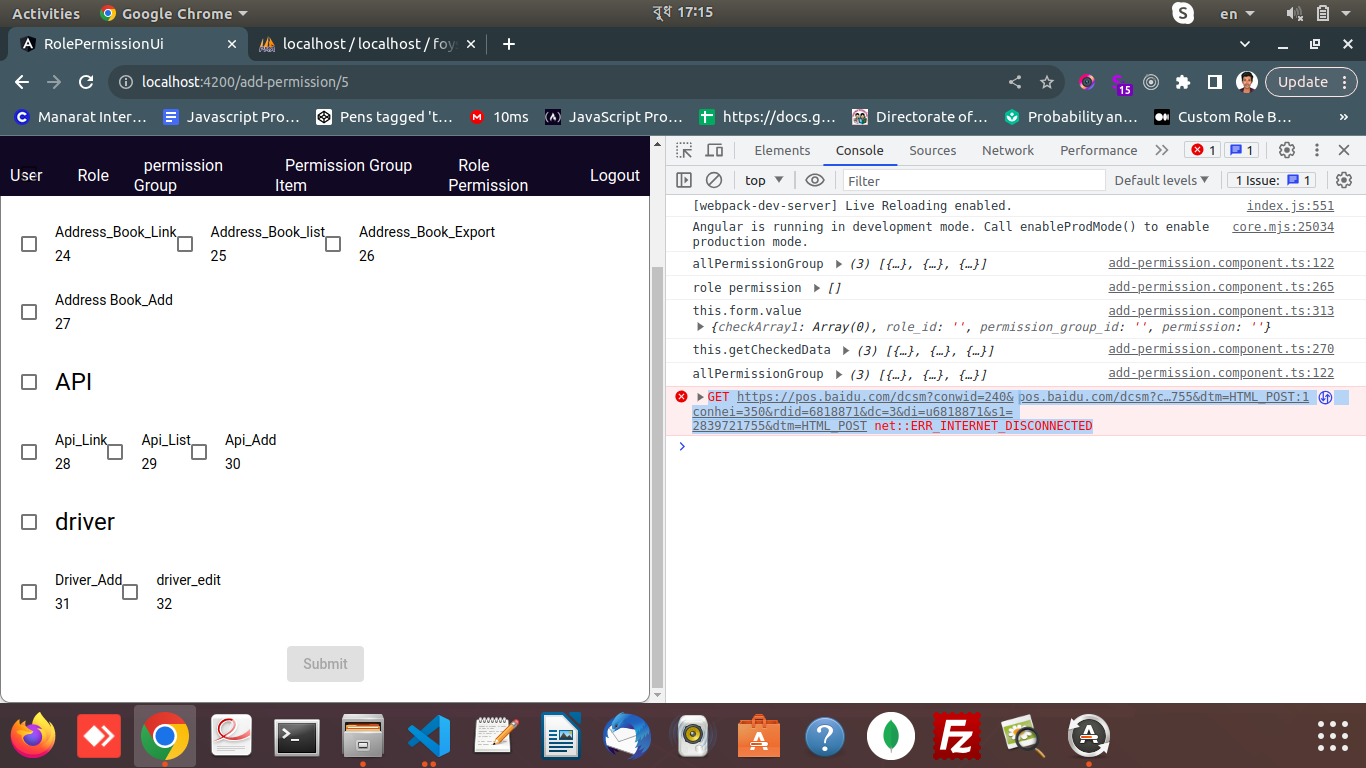 Activities Google Chrome বুধ 17:15 en
RolePermissionUi localhost / localhost / foys
localhost:4200/add-permission/5 15 Update
Manarat Inter… Javascript Pro… Pens tagged 't… 10ms JavaScript Pro… https://docs.g… Directorate of… Probability an… Custom Role B… »
User Role permission Group Permission Group Item Role Permission Logout
Address_Book_Link Address_Book_list Address_Book_Export
24 25 26
Address Book_Add
27
API
Api_Link Api_List Api_Add
28 29 30
driver
Driver_Add driver_edit
31 32
Submit
Elements Console Sources Network Performance 1 1
top Filter Default levels 1 Issue: 1
[webpack-dev-server] Live Reloading enabled. index.js:551
Angular is running in development mode. Call enableProdMode() to enable core.mjs:25034
production mode.
allPermissionGroup (3) [{…}, {…}, {…}] add-permission.component.ts:122
role permission [] add-permission.component.ts:265
this.form.value add-permission.component.ts:313
{checkArray1: Array(0), role_id: '', permission_group_id: '', permission: ''}
this.getCheckedData (3) [{…}, {…}, {…}] add-permission.component.ts:270
allPermissionGroup (3) [{…}, {…}, {…}] add-permission.component.ts:122
GET https://pos.baidu.com/dcsm?conwid=240& pos.baidu.com/dcsm?c…755&dtm=HTML_POST:1
conhei=350&rdid=6818871&dc=3&di=u6818871&s1=
2839721755&dtm=HTML_POST net::ERR_INTERNET_DISCONNECTED